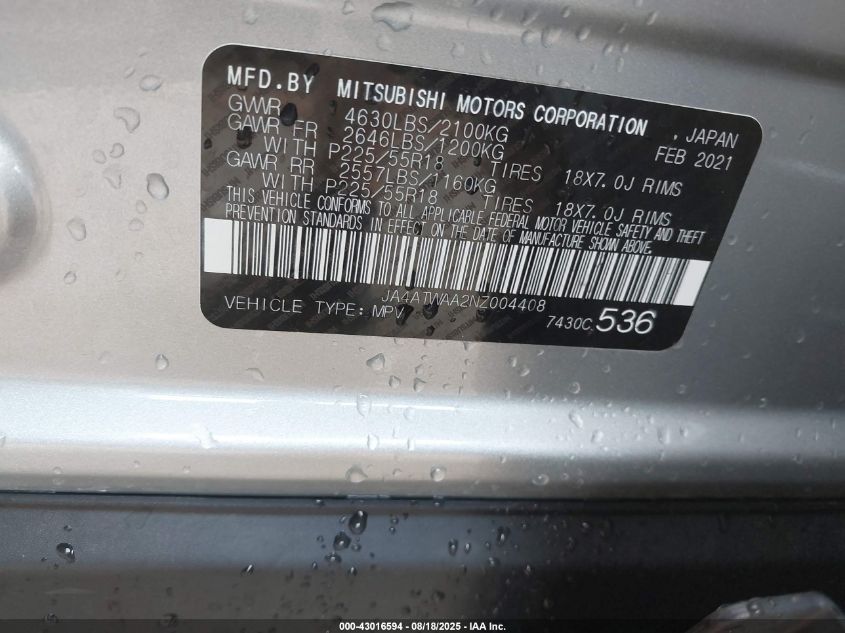 MFD.BY MITSUBISHI MOTORS CORPORATION , JAPAN
GVWR 4630LBS/2100KG FEB 2021
GAWR FR 2646LBS/1200KG
WITH P225/55R18 TIRES 18X7.0J RIMS
GAWR RR 2557LBS/1160KG
WITH P225/55R18 TIRES 18X7.0J RIMS
THIS VEHICLE CONFORMS TO ALL APPLICABLE FEDERAL MOTOR VEHICLE SAFETY AND THEFT
PREVENTION STANDARDS IN EFFECT ON THE DATE OF MANUFACTURE SHOWN ABOVE.
JA4ATWAA2NZ004408
VEHICLE TYPE: MPV 7430C 536
000-43016594 - 08/18/2025 - IAA Inc.